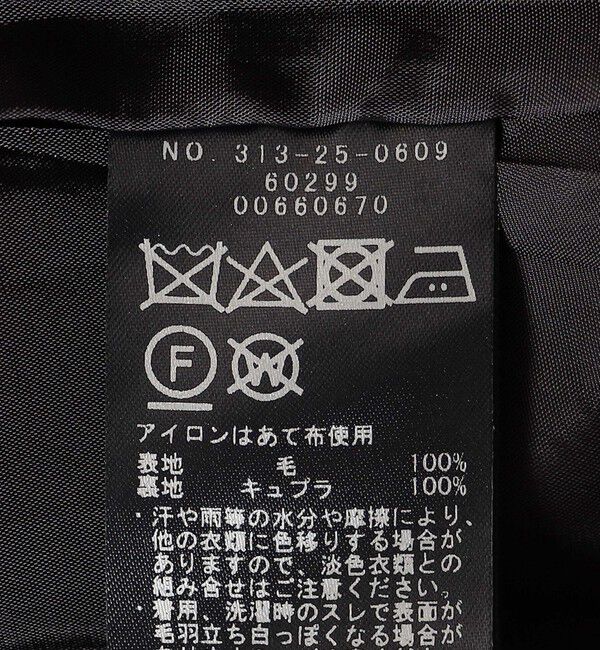 NO. 313-25-0609
60299
00660670
F W
アイロンはあて布使用
表地 毛 100%
裏地 キュプラ 100%
・汗や雨等の水分や摩擦により、
他の衣類に色移りする場合が
ありますので、淡色衣類との
組み合せはご注意ください。
・着用、洗濯時のスレで表面が
毛羽立ち白っぽくなる場合が